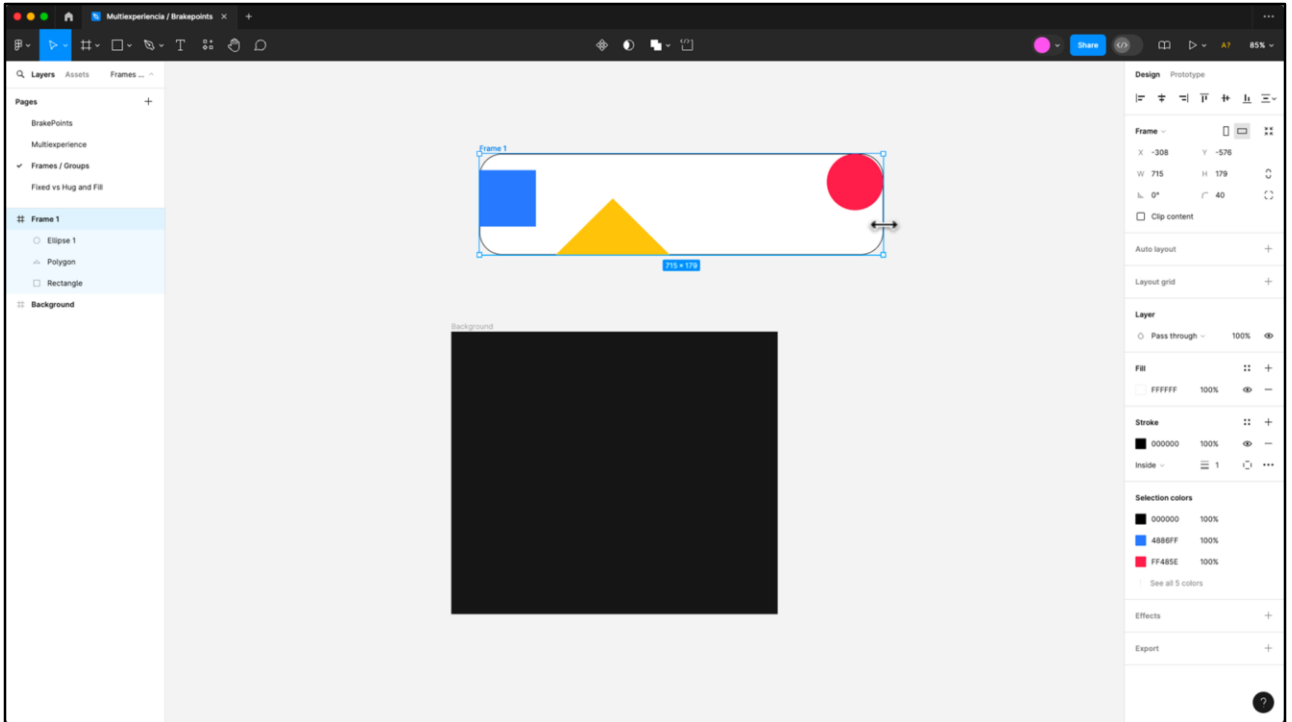 Multiexperiencia / Brakepoints
Share
A?
85%
Layers Assets Frames ...
Pages
BrakePoints
Multiexperience
Frames / Groups
Fixed vs Hug and Fill
Frame 1
Ellipse 1
Polygon
Rectangle
Background
Frame 1
715 × 179
Background
Design Prototype
Frame
X -308 Y -576
W 715 H 179
0° 40
Clip content
Auto layout
Layout grid
Layer
Pass through 100%
Fill
FFFFFF 100%
Stroke
000000 100%
Inside 1
Selection colors
000000 100%
4886FF 100%
FF485E 100%
See all 5 colors
Effects
Export
?